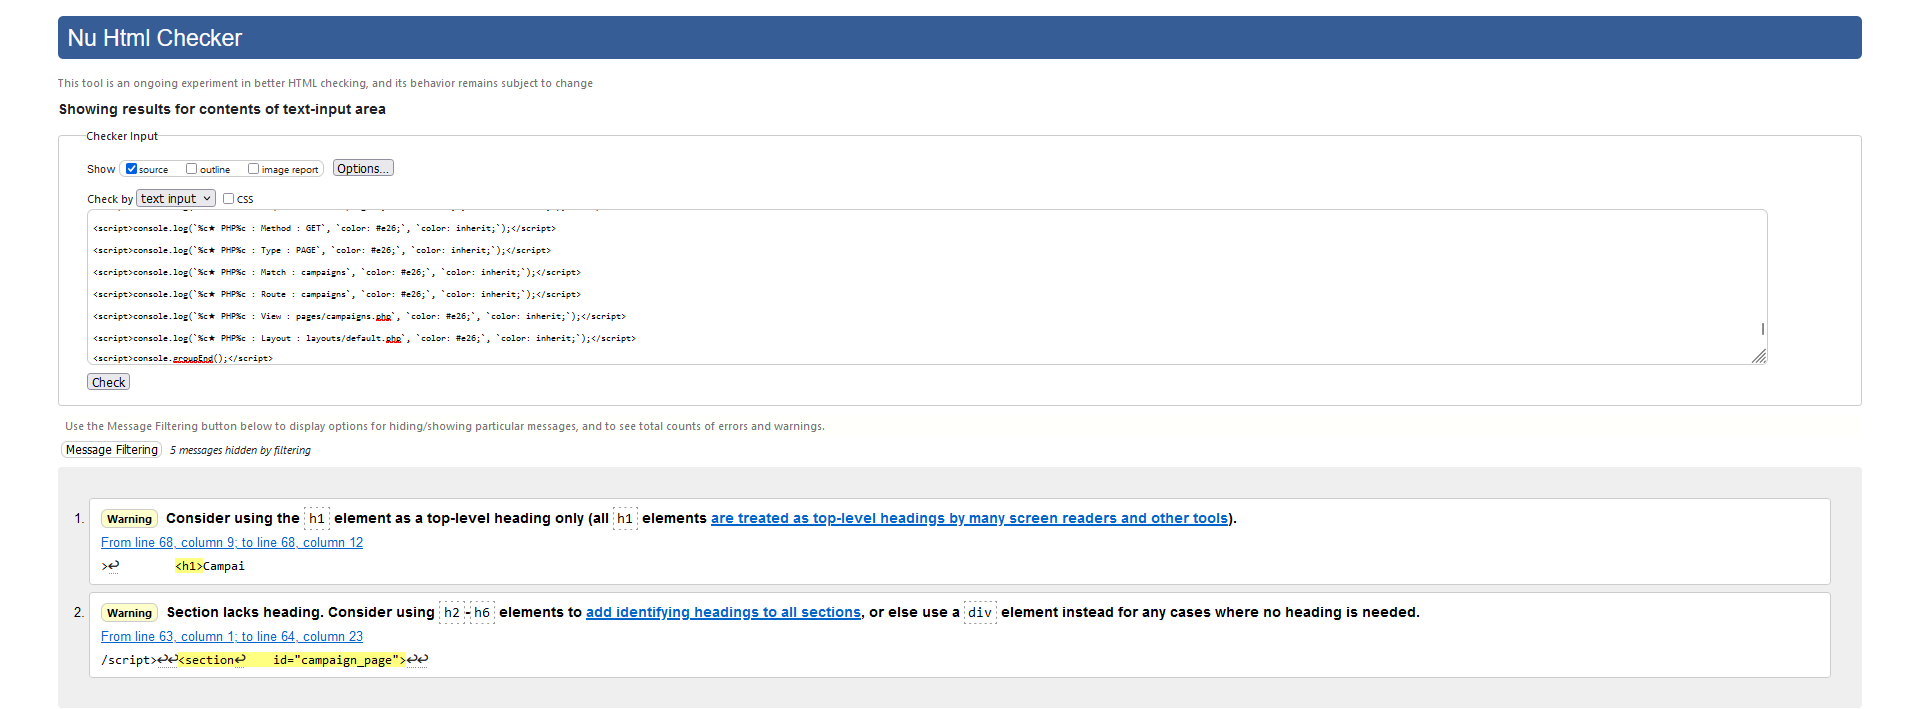 Nu Html Checker
This tool is an ongoing experiment in better HTML checking, and its behavior remains subject to change
Showing results for contents of text-input area
Checker Input
Show source outline image report Options...
Check by text input CSS
<script>console.log(`%c★ PHP%c : Method : GET`, `color: #e26;`, `color: inherit;`);</script>
<script>console.log(`%c★ PHP%c : Type : PAGE`, `color: #e26;`, `color: inherit;`);</script>
<script>console.log(`%c★ PHP%c : Match : campaigns`, `color: #e26;`, `color: inherit;`);</script>
<script>console.log(`%c★ PHP%c : Route : campaigns`, `color: #e26;`, `color: inherit;`);</script>
<script>console.log(`%c★ PHP%c : View : pages/campaigns.php`, `color: #e26;`, `color: inherit;`);</script>
<script>console.log(`%c★ PHP%c : Layout : layouts/default.php`, `color: #e26;`, `color: inherit;`);</script>
<script>console.groupEnd();</script>
Check
Use the Message Filtering button below to display options for hiding/showing particular messages, and to see total counts of errors and warnings.
Message Filtering 5 messages hidden by filtering
1. Warning Consider using the h1 element as a top-level heading only (all h1 elements are treated as top-level headings by many screen readers and other tools).
From line 68, column 9; to line 68, column 12
>↩ <h1>Campai
2. Warning Section lacks heading. Consider using h2-h6 elements to add identifying headings to all sections, or else use a div element instead for any cases where no heading is needed.
From line 63, column 1; to line 64, column 23
/script>↩↩<section↩ id="campaign_page">↩↩